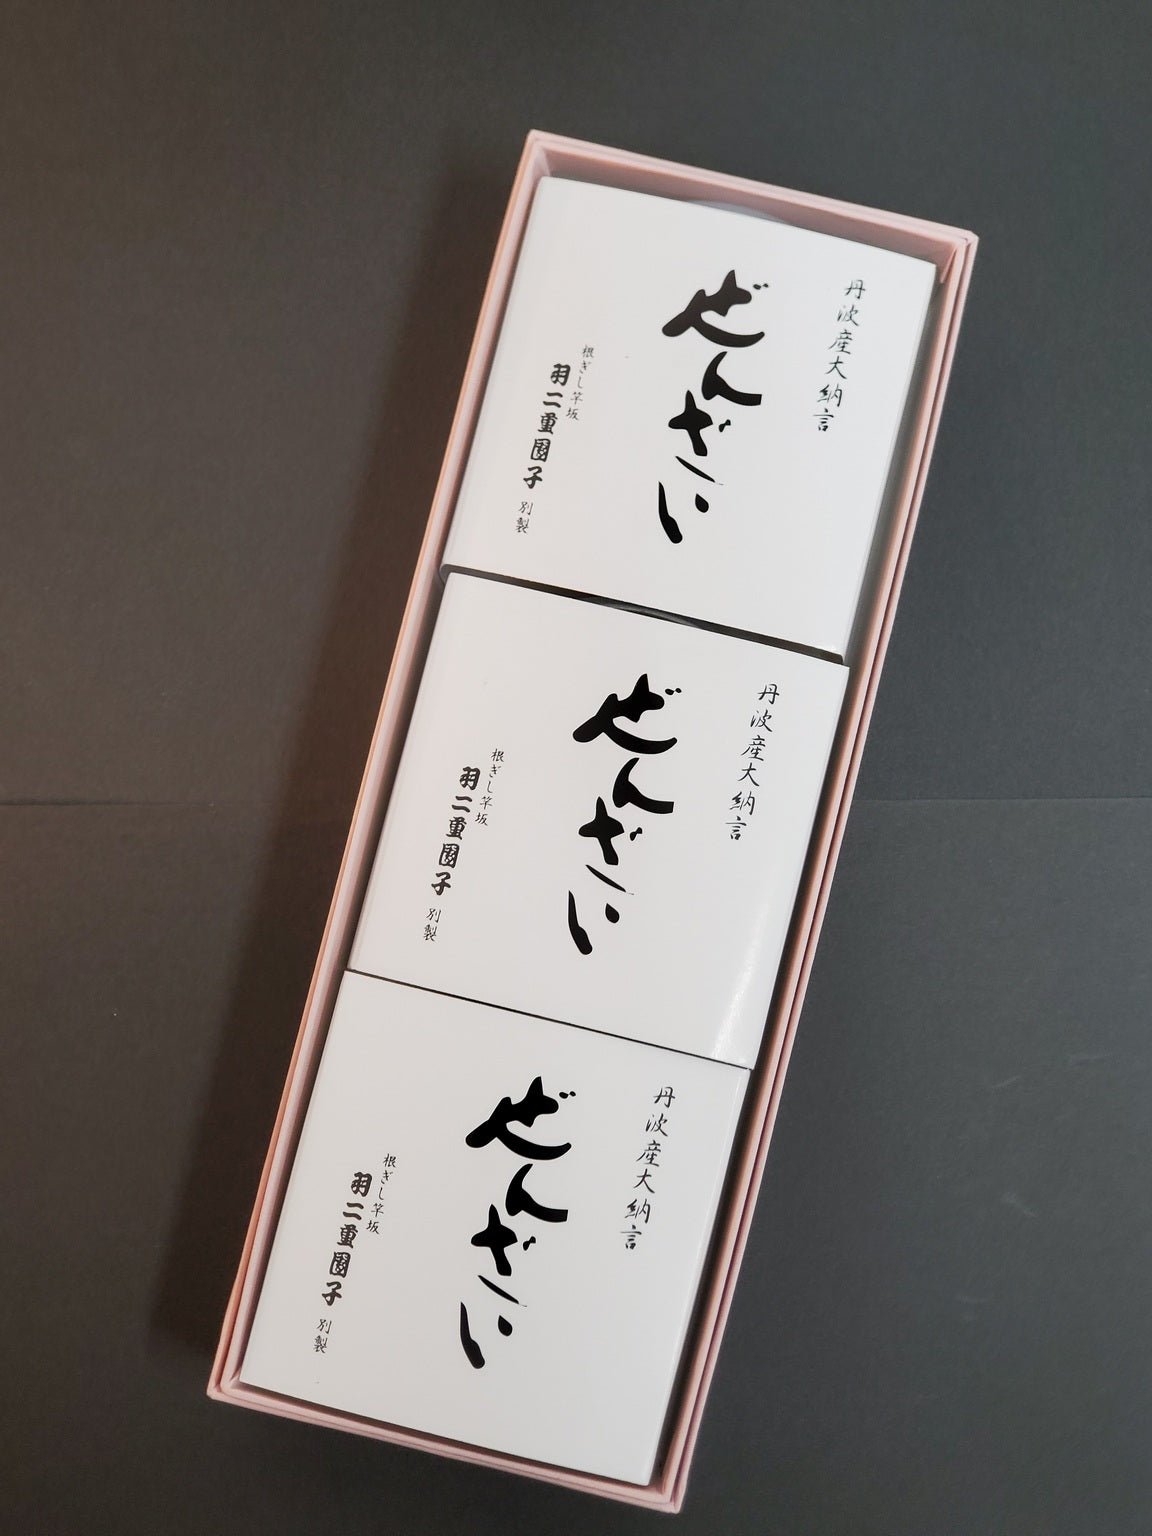 丹波産大納言
ぜんざい
根ぎし芋坂
羽二重團子 別製
丹波産大納言
ぜんざい
根ぎし芋坂
羽二重團子 別製
丹波産大納言
ぜんざい
根ぎし芋坂
羽二重團子 別製